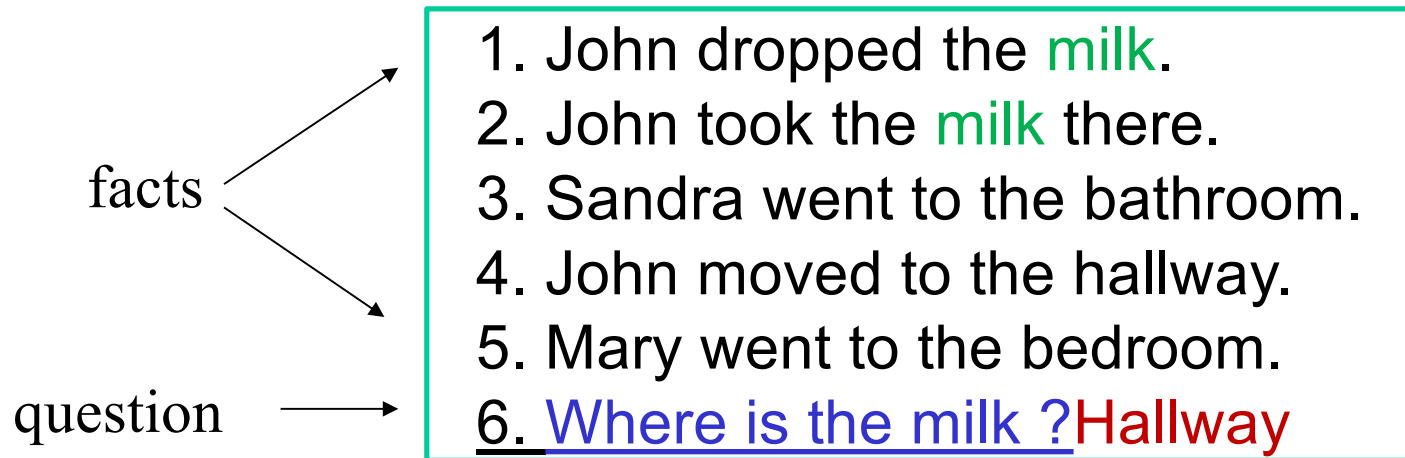 1. John dropped the milk.
2. John took the milk there.
facts
3. Sandra went to the bathroom.
4. John moved to the hallway.
5. Mary went to the bedroom.
question
6. Where is the milk ?Hallway